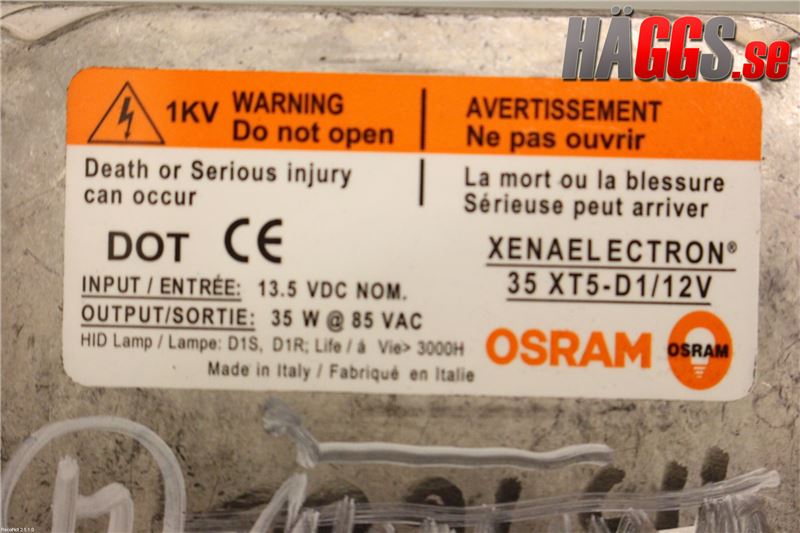 HÄGGS.se
1KV WARNING
Do not open
AVERTISSEMENT
Ne pas ouvrir
Death or Serious injury
can occur
La mort ou la blessure
Sérieuse peut arriver
DOT CE
XENAELECTRON®
35 XT5-D1/12V
INPUT / ENTRÉE: 13.5 VDC NOM.
OUTPUT/SORTIE: 35 W @ 85 VAC
HID Lamp / Lampe: D1S, D1R; Life / á Vie> 3000H
Made in Italy / Fabriqué en Italie
OSRAM
OSRAM